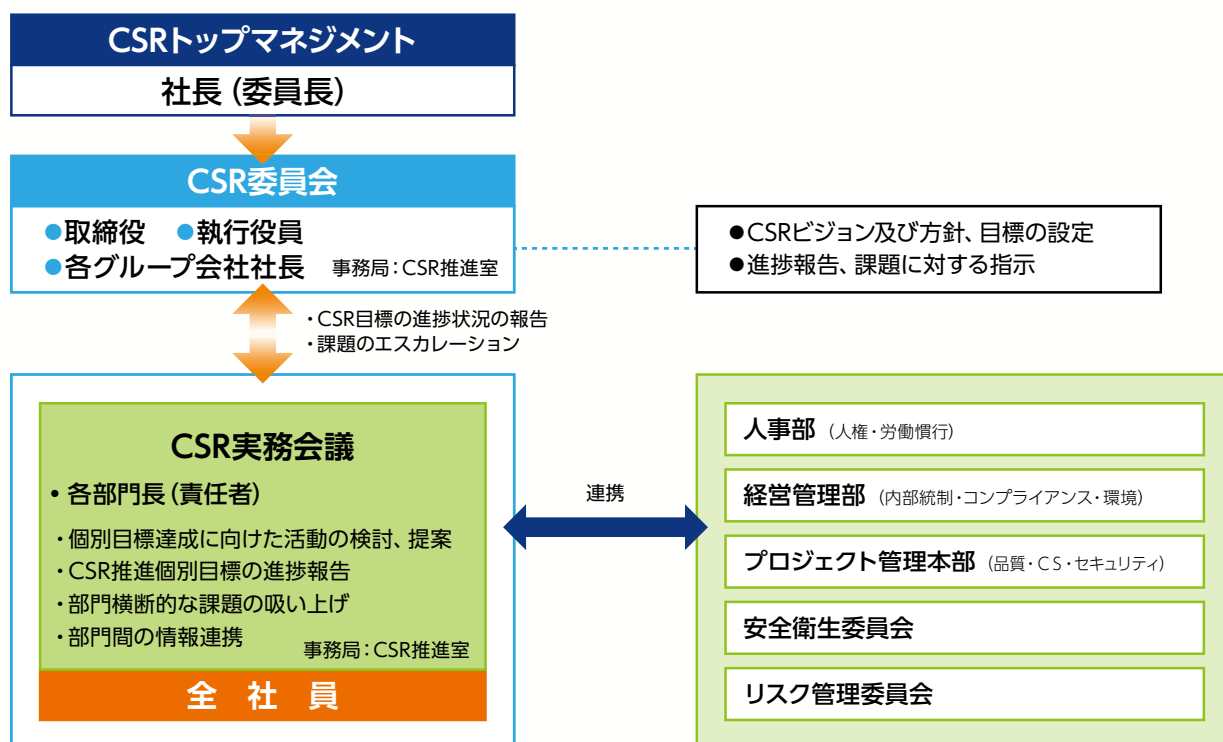 CSRトップマネジメント
社長（委員長）
CSR委員会
●取締役 ●執行役員
●各グループ会社社長 事務局：CSR推進室
●CSRビジョン及び方針、目標の設定
●進捗報告、課題に対する指示
・CSR目標の進捗状況の報告
・課題のエスカレーション
CSR実務会議
• 各部門長（責任者）
・個別目標達成に向けた活動の検討、提案
・CSR推進個別目標の進捗報告
・部門横断的な課題の吸い上げ
・部門間の情報連携
事務局：CSR推進室
全 社 員
連携
人事部（人権・労働慣行）
経営管理部（内部統制・コンプライアンス・環境）
プロジェクト管理本部（品質・CS・セキュリティ）
安全衛生委員会
リスク管理委員会